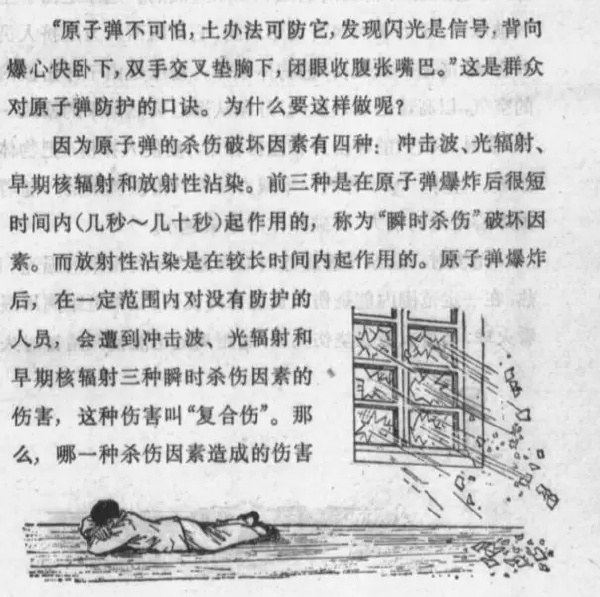 “原子弹不可怕，土办法可防它，发现闪光是信号，背向
爆心快卧下，双手交叉垫胸下，闭眼收腹张嘴巴。”这是群众
对原子弹防护的口诀。为什么要这样做呢？
因为原子弹的杀伤破坏因素有四种：冲击波、光辐射、
早期核辐射和放射性沾染。前三种是在原子弹爆炸后很短
时间内（几秒～几十秒）起作用的，称为“瞬时杀伤”破坏因
素。而放射性沾染是在较长时间内起作用的。原子弹爆炸
后，在一定范围内对没有防护的
人员，会遭到冲击波、光辐射和
早期核辐射三种瞬时杀伤因素的
伤害，这种伤害叫“复合伤”。那
么，哪一种杀伤因素造成的伤害